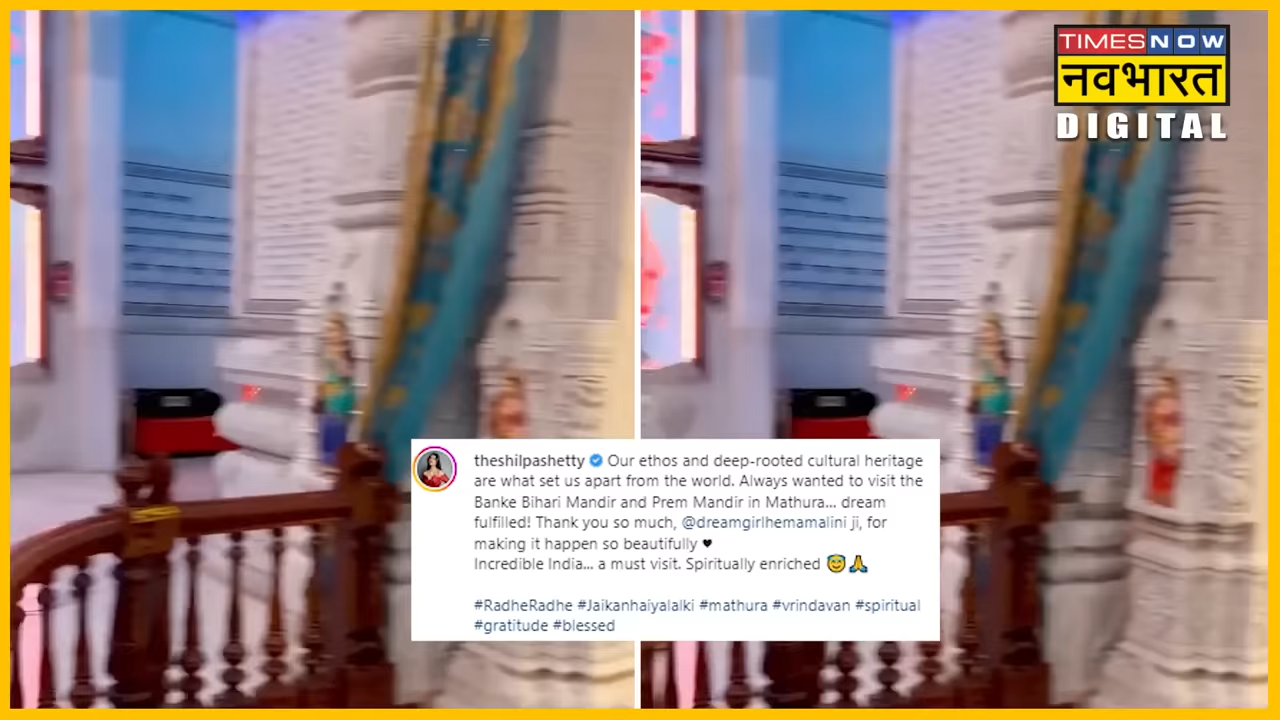 TIMES NOW
नवभारत
DIGITAL
theshilpashetty Our ethos and deep-rooted cultural heritage
are what set us apart from the world. Always wanted to visit the
Banke Bihari Mandir and Prem Mandir in Mathura... dream
fulfilled! Thank you so much, @dreamgirlhemamalini ji, for
making it happen so beautifully ♥
Incredible India... a must visit. Spiritually enriched 😇🙏
#RadheRadhe #Jaikanhaiyalalki #mathura #vrindavan #spiritual
#gratitude #blessed